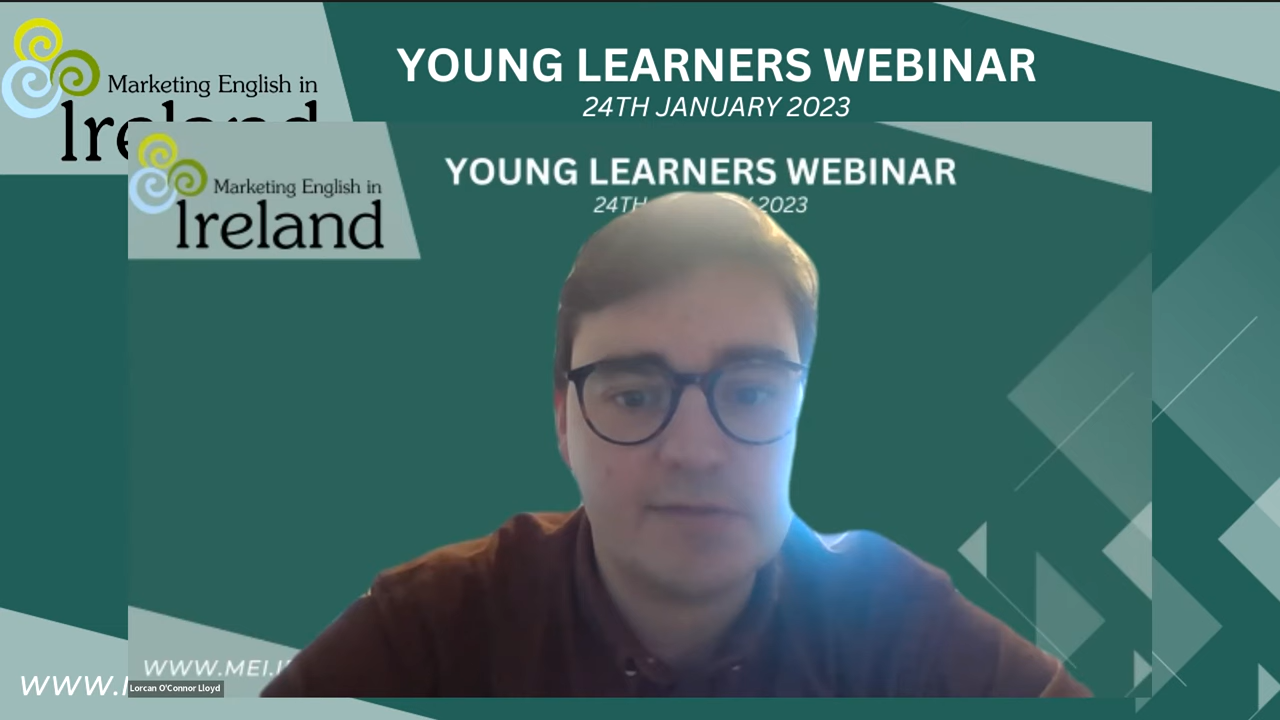 Marketing English in
Ireland
YOUNG LEARNERS WEBINAR
24TH JANUARY 2023
Marketing English in
Ireland
YOUNG LEARNERS WEBINAR
24TH 2023
WWW.MEI.I
WWW.
Lorcan O'Connor Lloyd